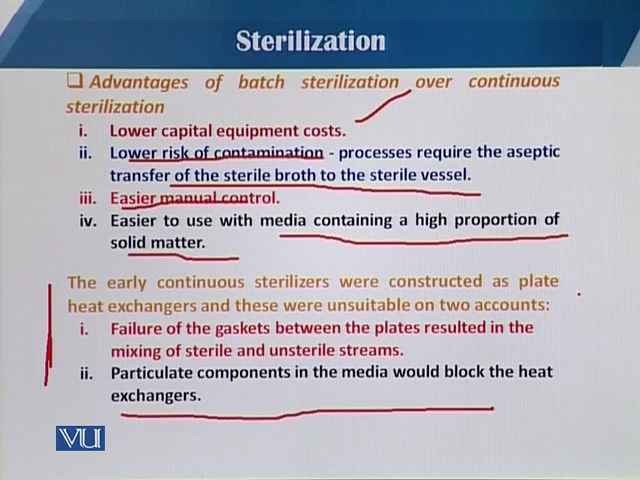 Sterilization
❑ Advantages of batch sterilization over continuous
sterilization
i. Lower capital equipment costs.
ii. Lower risk of contamination - processes require the aseptic
transfer of the sterile broth to the sterile vessel.
iii. Easier manual control.
iv. Easier to use with media containing a high proportion of
solid matter.
The early continuous sterilizers were constructed as plate
heat exchangers and these were unsuitable on two accounts:
i. Failure of the gaskets between the plates resulted in the
mixing of sterile and unsterile streams.
ii. Particulate components in the media would block the heat
exchangers.
VU